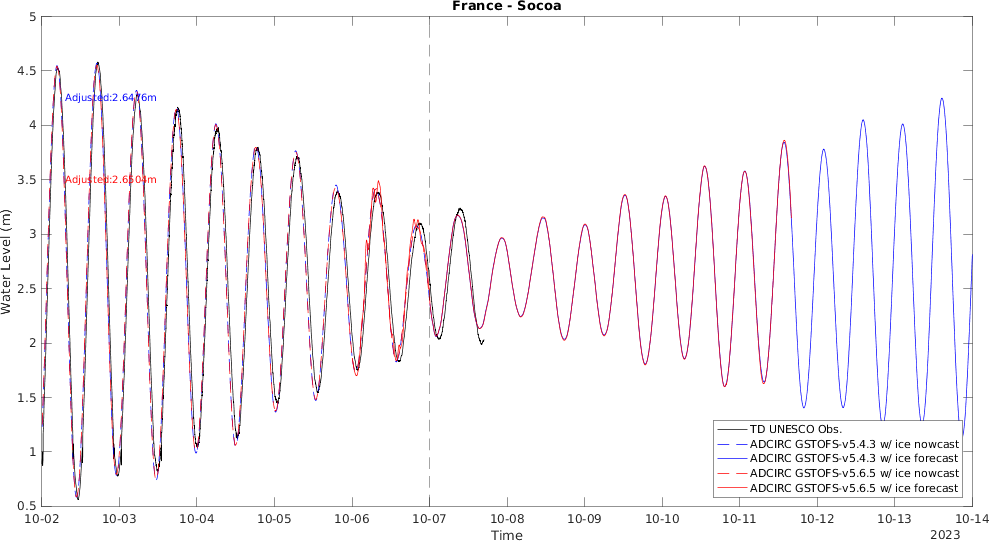 France - Socoa
5
4.5
4
3.5
3
2.5
2
1.5
1
0.5
Water Level (m)
Adjusted:2.6476m
Adjusted:2.6504m
TD UNESCO Obs.
ADCIRC GSTOFS-v5.4.3 w/ ice nowcast
ADCIRC GSTOFS-v5.4.3 w/ ice forecast
ADCIRC GSTOFS-v5.6.5 w/ ice nowcast
ADCIRC GSTOFS-v5.6.5 w/ ice forecast
10-02 10-03 10-04 10-05 10-06 10-07 10-08 10-09 10-10 10-11 10-12 10-13 10-14
Time
2023